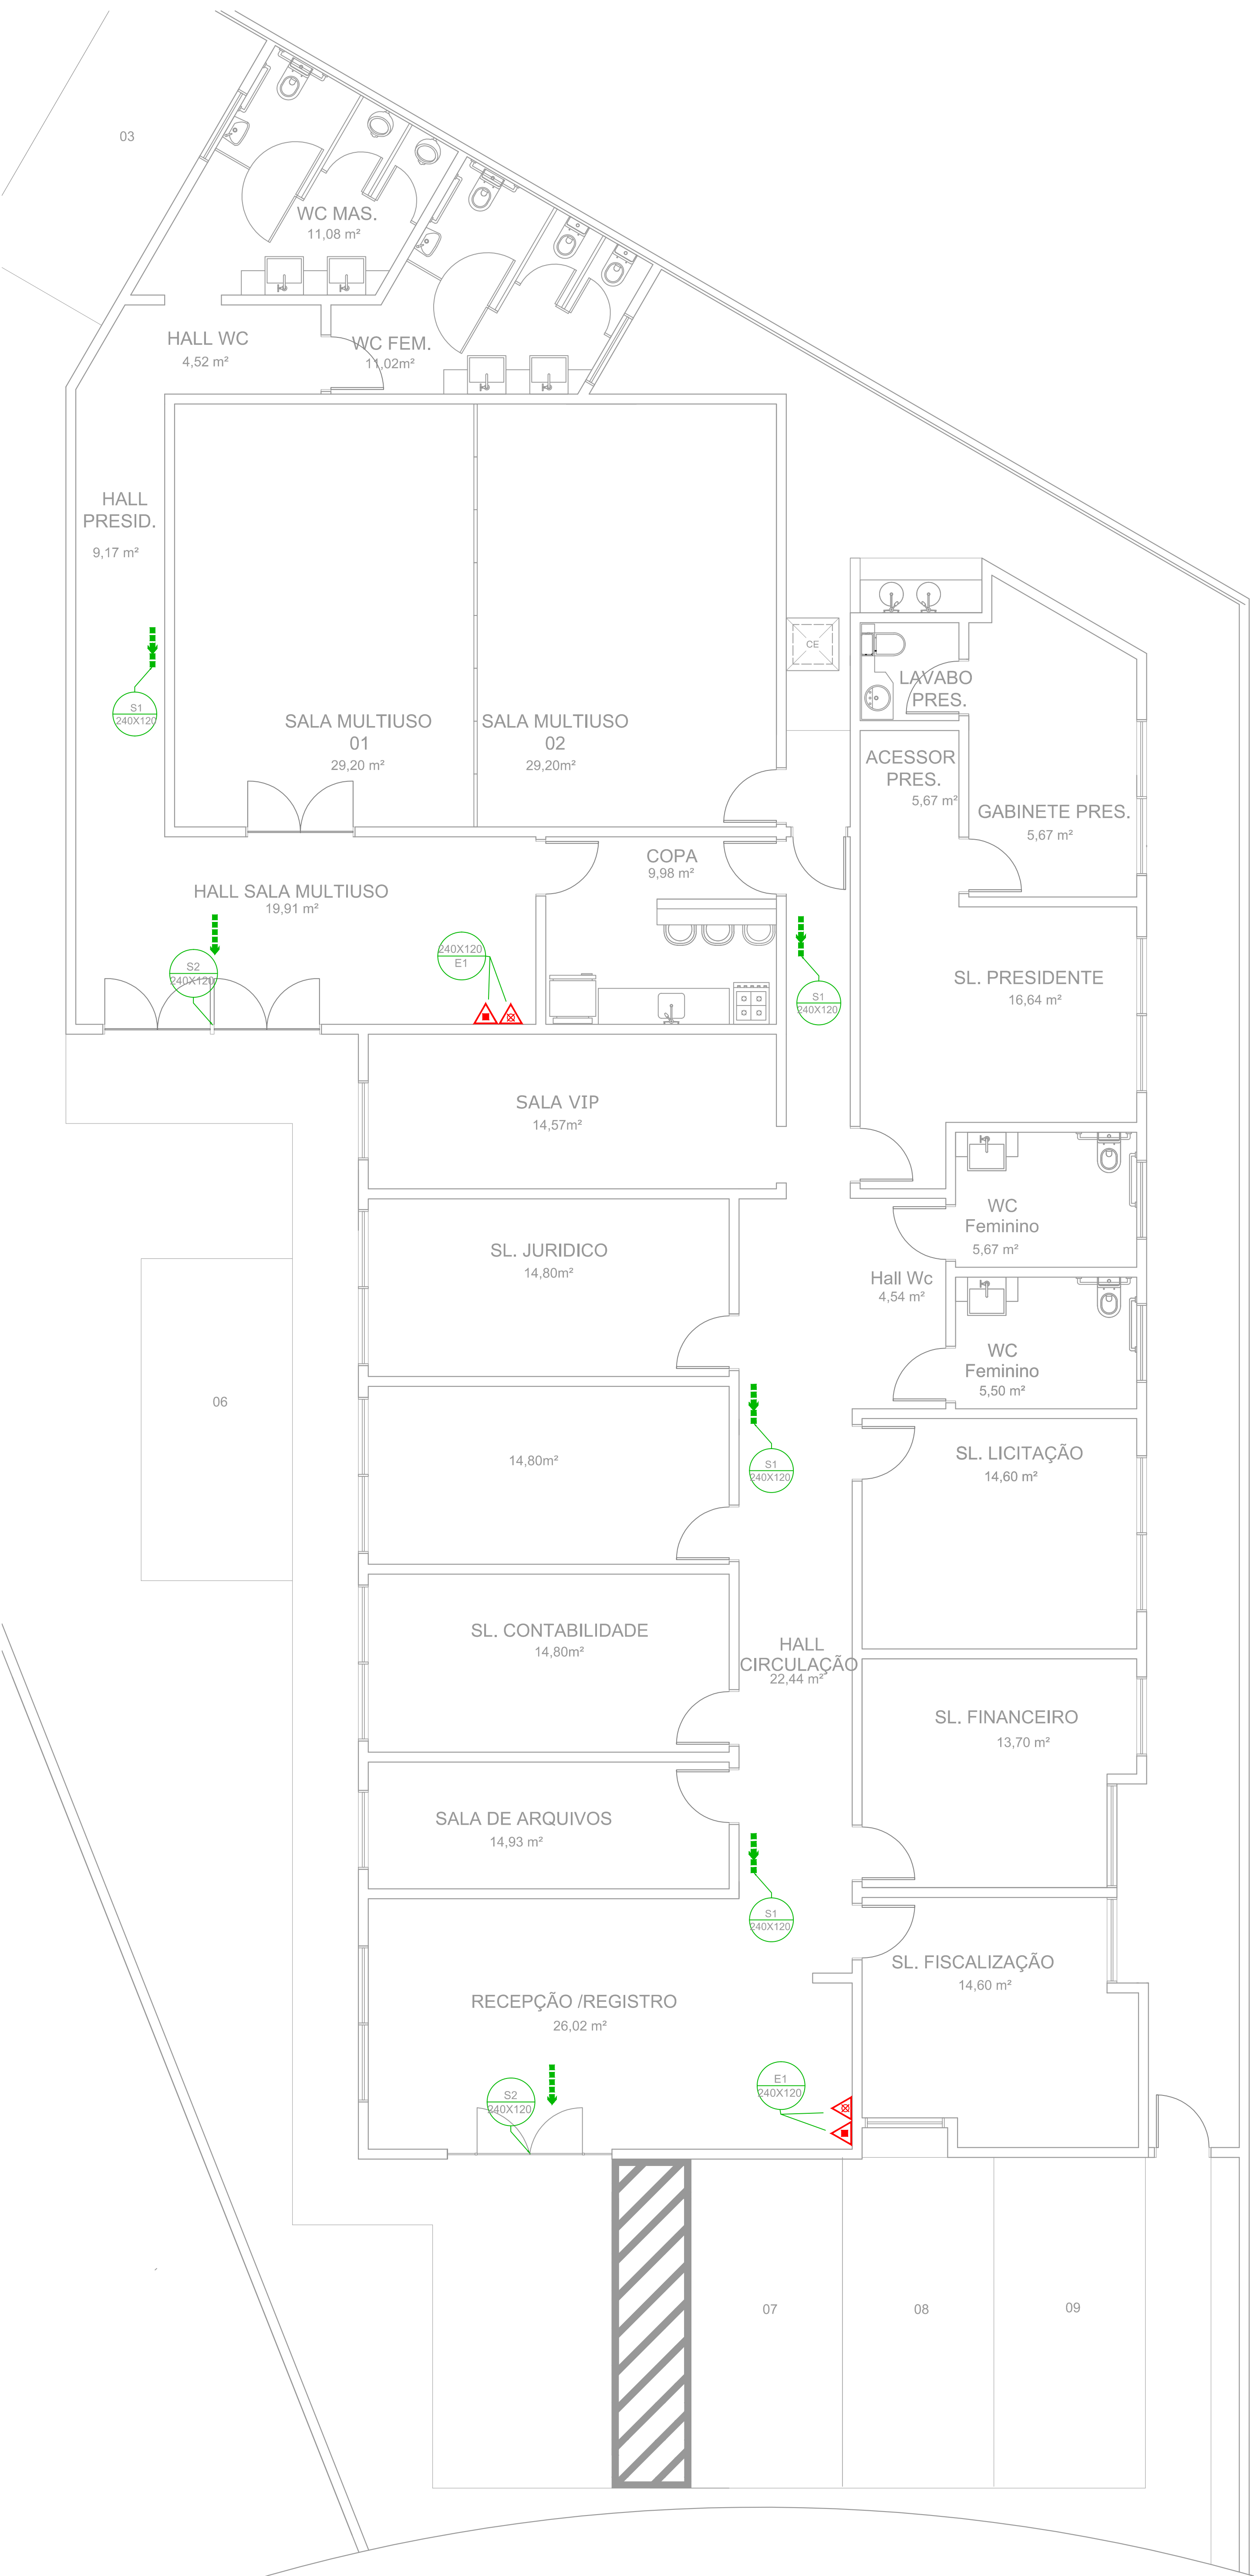 03
WC MAS.
11,08 m²
HALL WC
4,52 m²
WC FEM.
11,02m²
HALL
PRESID.
9,17 m²
S1
240X120
SALA MULTIUSO
01
29,20 m²
SALA MULTIUSO
02
29,20m²
CE
LAVABO
PRES.
ACESSOR
PRES.
5,67 m²
GABINETE PRES.
5,67 m²
COPA
9,98 m²
HALL SALA MULTIUSO
19,91 m²
S2
240X120
240X120
E1
S1
240X120
SL. PRESIDENTE
16,64 m²
SALA VIP
14,57m²
WC
Feminino
5,67 m²
SL. JURIDICO
14,80m²
Hall Wc
4,54 m²
WC
Feminino
5,50 m²
06
14,80m²
S1
240X120
SL. LICITAÇÃO
14,60 m²
SL. CONTABILIDADE
14,80m²
HALL
CIRCULAÇÃO
22,44 m²
SL. FINANCEIRO
13,70 m²
SALA DE ARQUIVOS
14,93 m²
S1
240X120
SL. FISCALIZAÇÃO
14,60 m²
RECEPÇÃO /REGISTRO
26,02 m²
S2
240X120
E1
240X120
07
08
09